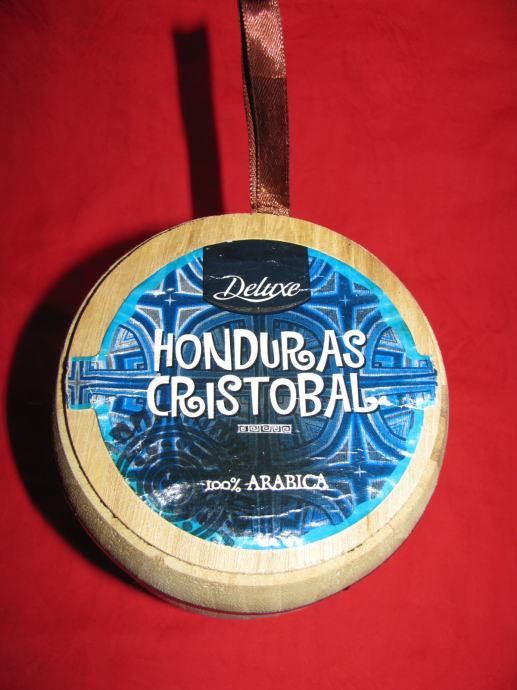 Deluxe
HONDURAS
CRISTOBAL
100% ARABICA